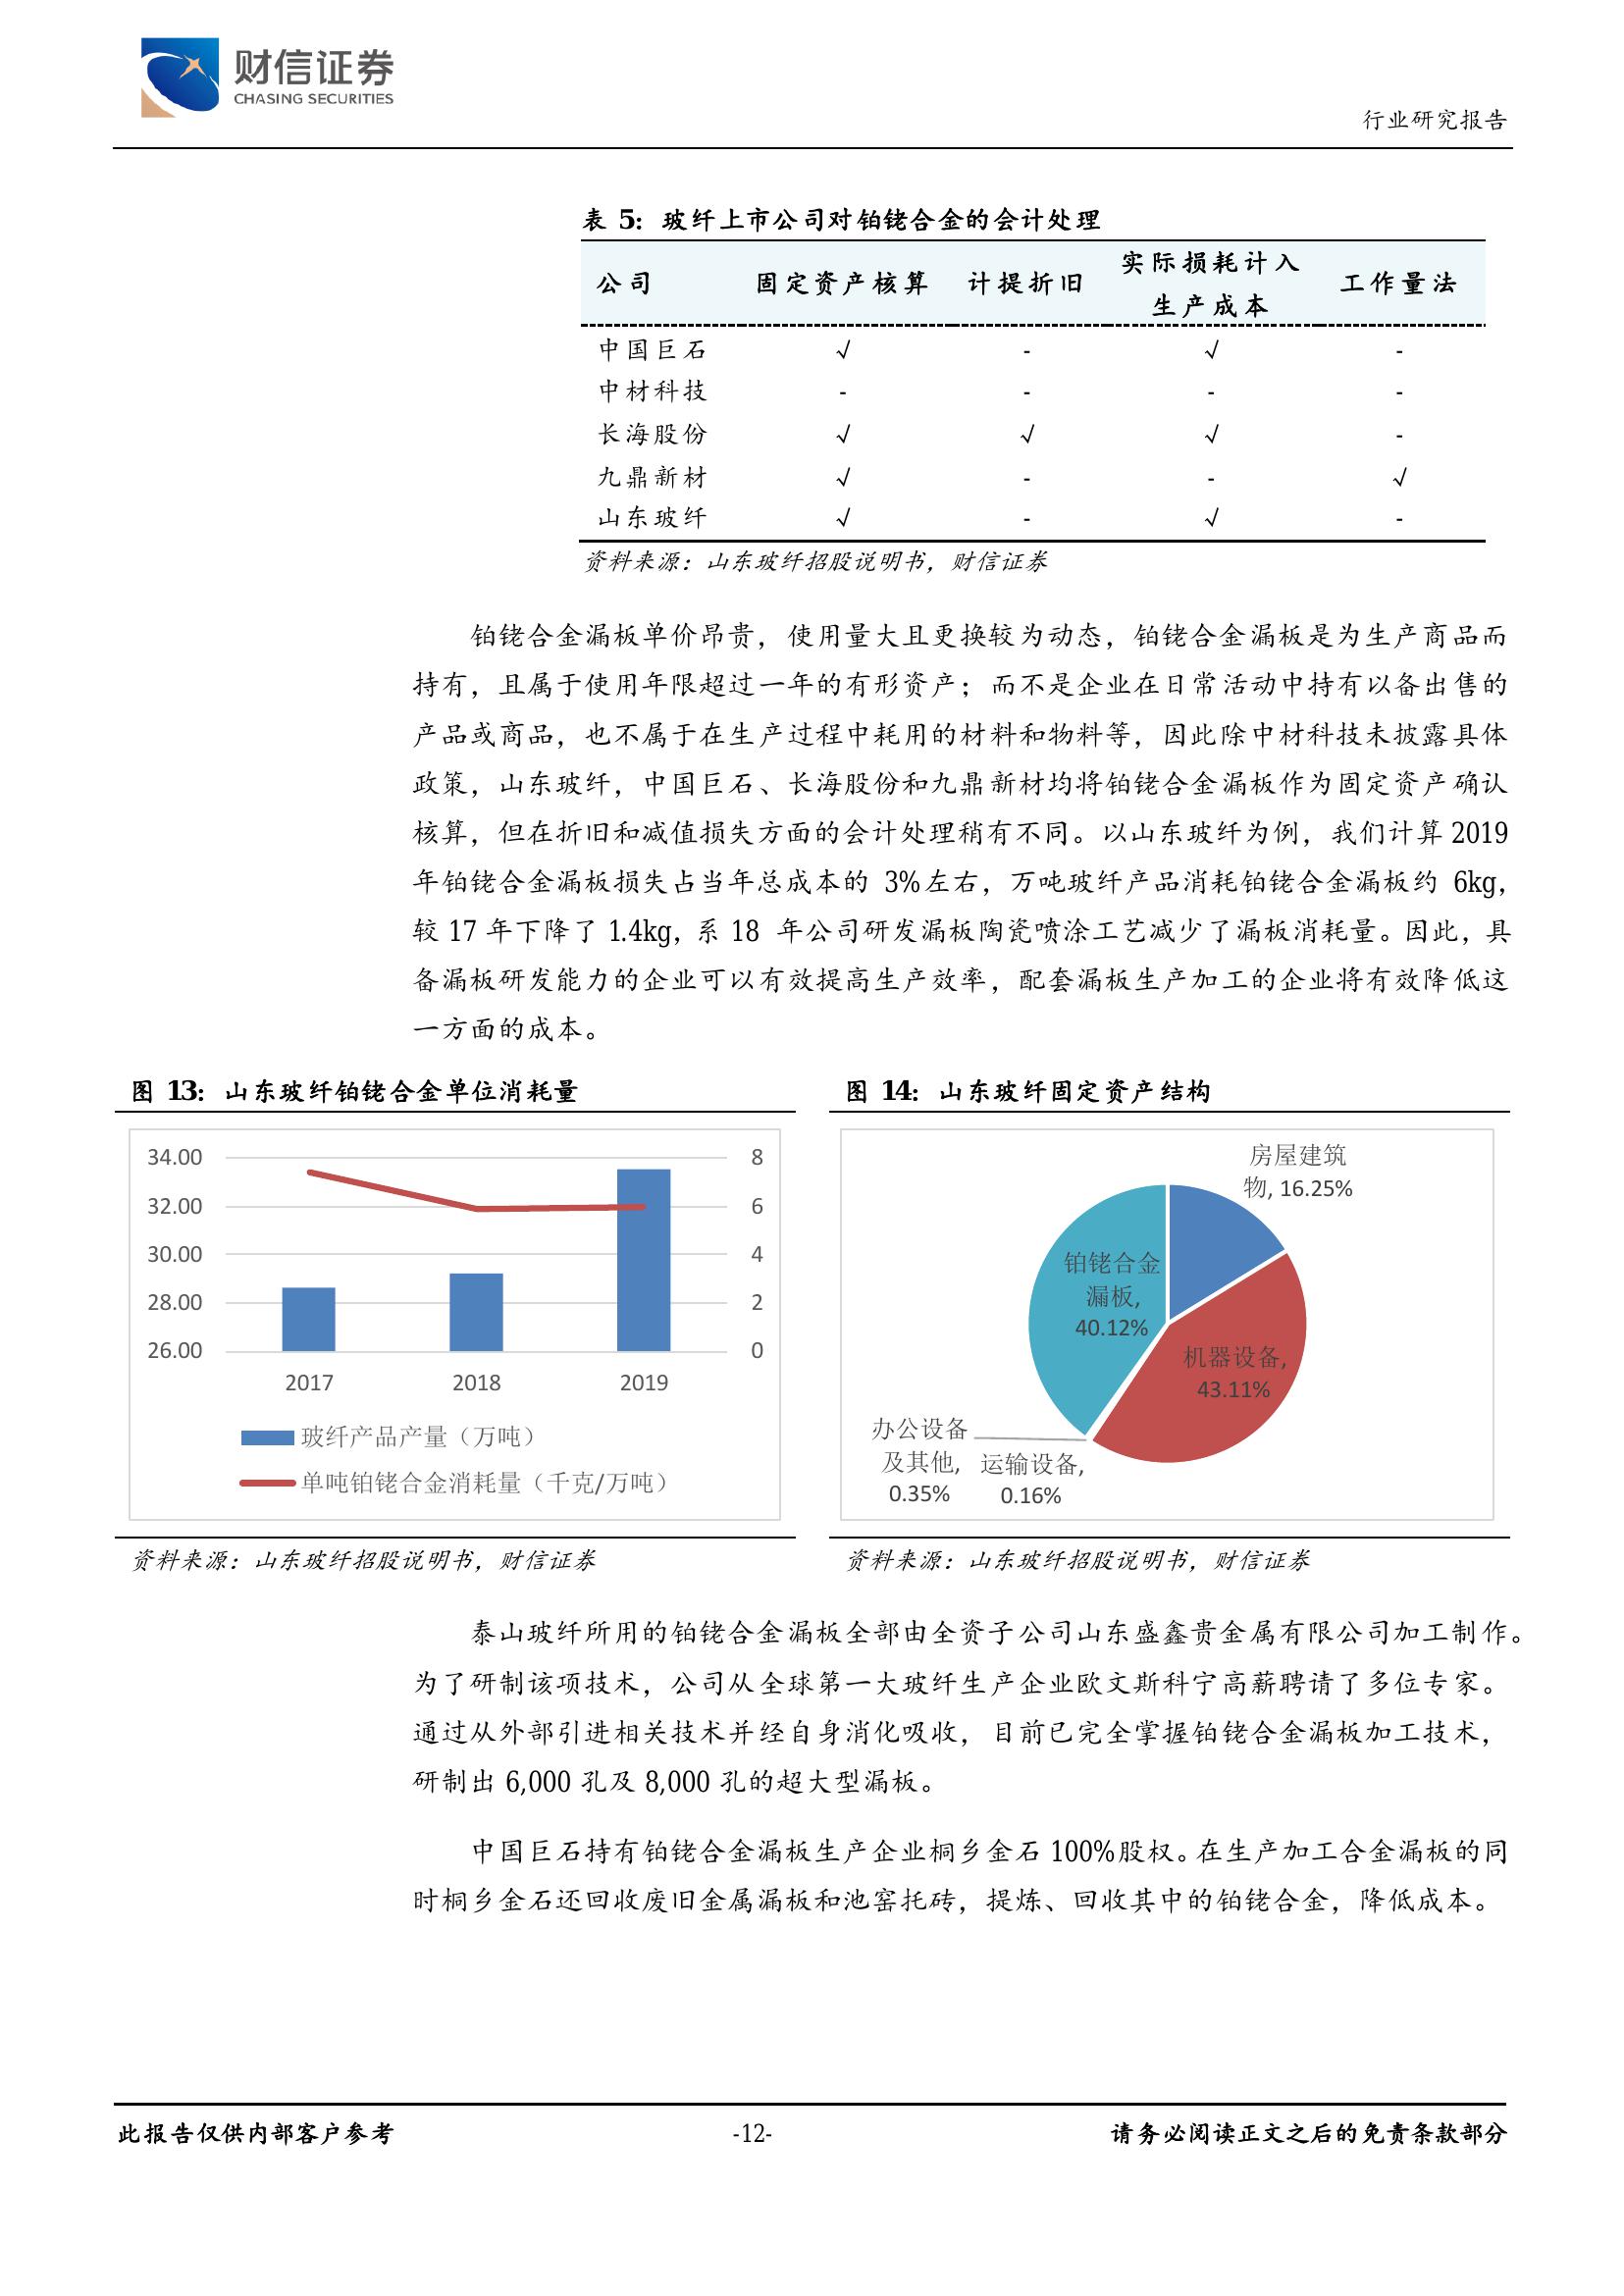 财信证券
CHASING SECURITIES
行业研究报告
表 5：玻纤上市公司对铂铑合金的会计处理
公司 固定资产核算 计提折旧 实际损耗计入生产成本 工作量法
中国巨石 √ - √ -
中材科技 - - - -
长海股份 √ √ √ -
九鼎新材 √ - - √
山东玻纤 √ - √ -
资料来源：山东玻纤招股说明书，财信证券
铂铑合金漏板单价昂贵，使用量大且更换较为动态，铂铑合金漏板是为生产商品而
持有，且属于使用年限超过一年的有形资产；而不是企业在日常活动中持有以备出售的
产品或商品，也不属于在生产过程中耗用的材料和物料等，因此除中材科技未披露具体
政策，山东玻纤，中国巨石、长海股份和九鼎新材均将铂铑合金漏板作为固定资产确认
核算，但在折旧和减值损失方面的会计处理稍有不同。以山东玻纤为例，我们计算 2019
年铂铑合金漏板损失占当年总成本的 3%左右，万吨玻纤产品消耗铂铑合金漏板约 6kg，
较 17 年下降了 1.4kg，系 18 年公司研发漏板陶瓷喷涂工艺减少了漏板消耗量。因此，具
备漏板研发能力的企业可以有效提高生产效率，配套漏板生产加工的企业将有效降低这
一方面的成本。
图 13：山东玻纤铂铑合金单位消耗量
34.00 8
32.00 6
30.00 4
28.00 2
26.00 0
2017 2018 2019
玻纤产品产量（万吨）
单吨铂铑合金消耗量（千克/万吨）
资料来源：山东玻纤招股说明书，财信证券
图 14：山东玻纤固定资产结构
房屋建筑
物, 16.25%
铂铑合金
漏板,
40.12%
机器设备,
43.11%
办公设备
及其他,
0.35%
运输设备,
0.16%
资料来源：山东玻纤招股说明书，财信证券
泰山玻纤所用的铂铑合金漏板全部由全资子公司山东盛鑫贵金属有限公司加工制作。
为了研制该项技术，公司从全球第一大玻纤生产企业欧文斯科宁高薪聘请了多位专家。
通过从外部引进相关技术并经自身消化吸收，目前已完全掌握铂铑合金漏板加工技术，
研制出 6,000 孔及 8,000 孔的超大型漏板。
中国巨石持有铂铑合金漏板生产企业桐乡金石 100%股权。在生产加工合金漏板的同
时桐乡金石还回收废旧金属漏板和池窑托砖，提炼、回收其中的铂铑合金，降低成本。
此报告仅供内部客户参考
-12-
请务必阅读正文之后的免责条款部分